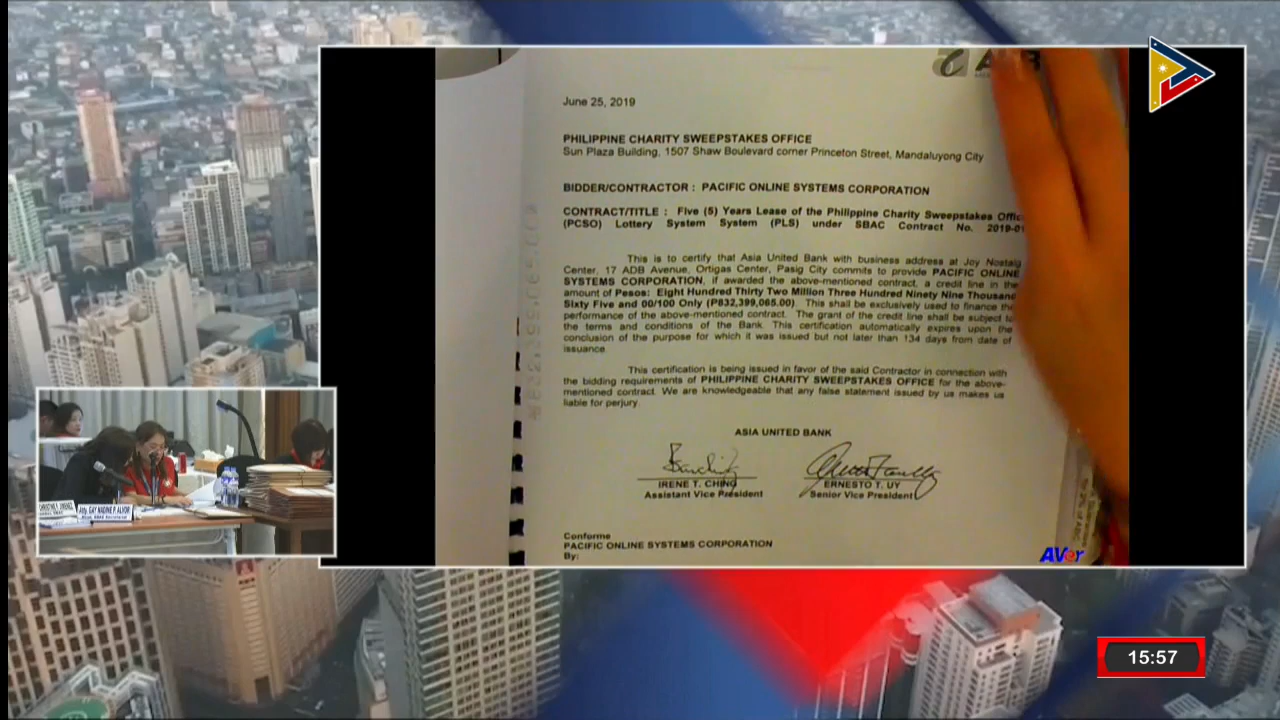 June 25, 2019
PHILIPPINE CHARITY SWEEPSTAKES OFFICE
Sun Plaza Building, 1507 Shaw Boulevard corner Princeton Street, Mandaluyong City
BIDDER/CONTRACTOR : PACIFIC ONLINE SYSTEMS CORPORATION
CONTRACT/TITLE : Five (5) Years Lease of the Philippine Charity Sweepstakes Offic
(PCSO) Lottery System System (PLS) under SBAC Contract No. 2019-01
This is to certify that Asia United Bank with business address at Joy Nostalg
Center, 17 ADB Avenue, Ortigas Center, Pasig City commits to provide PACIFIC ONLINE
SYSTEMS CORPORATION, if awarded the above-mentioned contract, a credit line in the
amount of Pesos: Eight Hundred Thirty Two Million Three Hundred Ninety Nine Thousand
Sixty Five and 00/100 Only (P832,399,065.00). This shall be exclusively used to finance the
performance of the above-mentioned contract. The grant of the credit line shall be subject to
the terms and conditions of the Bank. This certification automatically expires upon the
conclusion of the purpose for which it was issued but not later than 134 days from date of
issuance.
This certification is being issued in favor of the said Contractor in connection with
the bidding requirements of PHILIPPINE CHARITY SWEEPSTAKES OFFICE for the above-
mentioned contract. We are knowledgeable that any false statement issued by us makes us
liable for perjury.
ASIA UNITED BANK
IRENE T. CHING
Assistant Vice President
ERNESTO T. UY
Senior Vice President
Conforme
PACIFIC ONLINE SYSTEMS CORPORATION
By:
AVer
Atty. GAY NADINE P. ALVOR
15:57